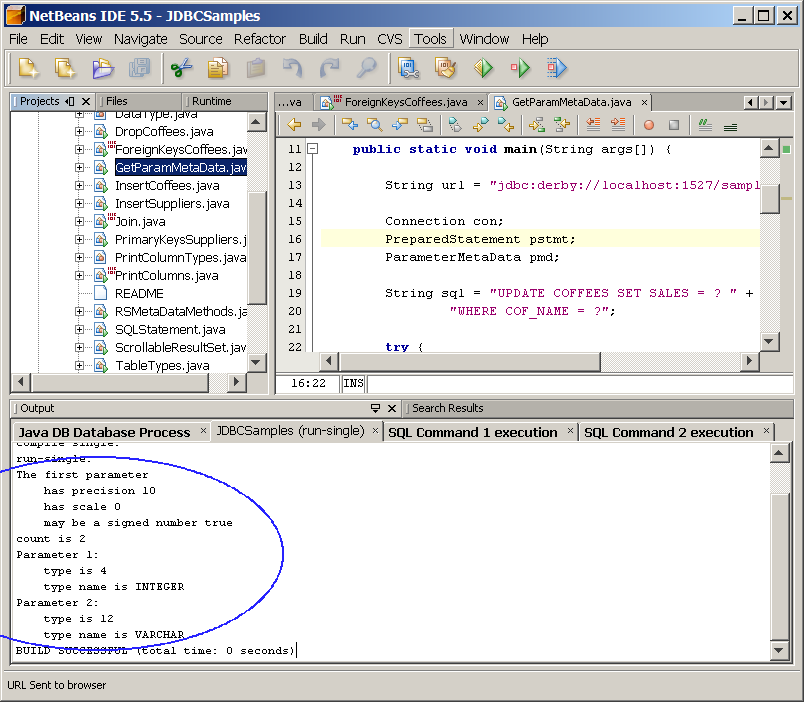 NetBeans IDE 5.5 - JDBCSamples
File Edit View Navigate Source Refactor Build Run CVS Tools Window Help
Projects
Files
Runtime
DataType.java
DropCoffees.java
ForeignKeysCoffees.java
GetParamMetaData.jav
InsertCoffees.java
InsertSuppliers.java
Join.java
PrimaryKeysSuppliers.j
PrintColumnTypes.java
PrintColumns.java
README
RSMetaDataMethods.ja
SQLStatement.java
ScrollableResultSet.jav
TableTypes.java
...va
ForeignKeysCoffees.java
GetParamMetaData.java
11 public static void main(String args[]) {
12
13 String url = "jdbc:derby://localhost:1527/sampl
14
15 Connection con;
16 PreparedStatement pstmt;
17 ParameterMetaData pmd;
18
19 String sql = "UPDATE COFFEES SET SALES = ? " +
20 "WHERE COF_NAME = ?";
21
22 try {
16:22 INS
Output
Search Results
Java DB Database Process
JDBCSamples (run-single)
SQL Command 1 execution
SQL Command 2 execution
compile-single:
run-single:
The first parameter
has precision 10
has scale 0
may be a signed number true
count is 2
Parameter 1:
type is 4
type name is INTEGER
Parameter 2:
type is 12
type name is VARCHAR
BUILD SUCCESSFUL (total time: 0 seconds)
URL Sent to browser